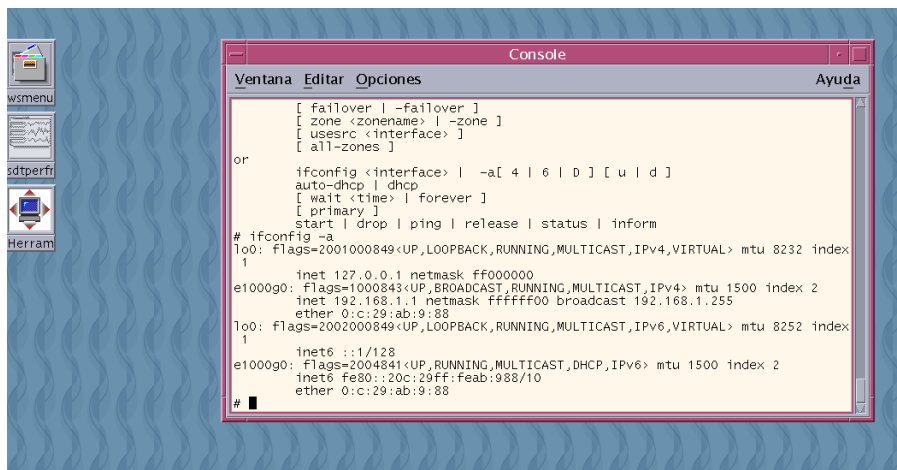 Console
Ventana Editar Opciones Ayuda
wsmenu
sdtperfr
Herram
[ failover | -failover ]
[ zone <zonename> | -zone ]
[ usesrc <interface> ]
[ all-zones ]
or
ifconfig <interface> | -a[ 4 | 6 | D ] [ u | d ]
auto-dhcp | dhcp
[ wait <time> | forever ]
[ primary ]
start | drop | ping | release | status | inform
# ifconfig -a
lo0: flags=2001000849<UP,LOOPBACK,RUNNING,MULTICAST,IPv4,VIRTUAL> mtu 8232 index
1
inet 127.0.0.1 netmask ff000000
e1000g0: flags=1000843<UP,BROADCAST,RUNNING,MULTICAST,IPv4> mtu 1500 index 2
inet 192.168.1.1 netmask ffffff00 broadcast 192.168.1.255
ether 0:c:29:ab:9:88
lo0: flags=2002000849<UP,LOOPBACK,RUNNING,MULTICAST,IPv6,VIRTUAL> mtu 8252 index
1
inet6 ::1/128
e1000g0: flags=2004841<UP,RUNNING,MULTICAST,DHCP,IPv6> mtu 1500 index 2
inet6 fe80::20c:29ff:feab:988/10
ether 0:c:29:ab:9:88
#